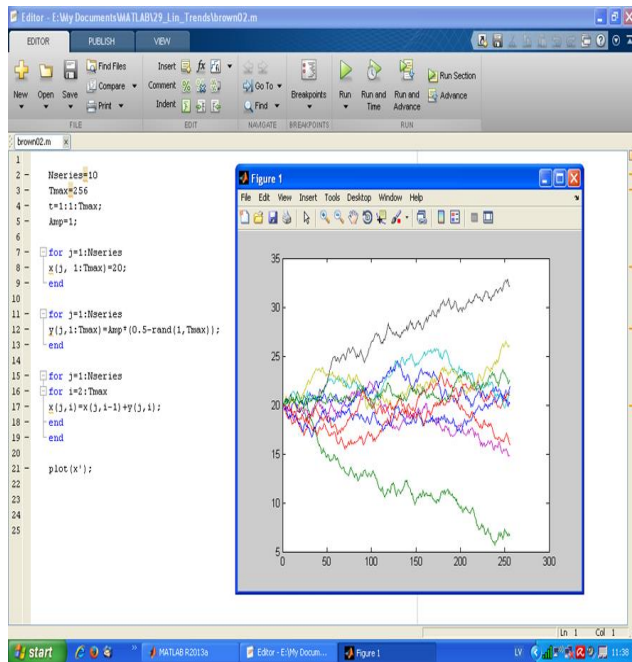 Editor - E:\My Documents\MATLAB\29_Lin_Trends\brown02.m
EDITOR PUBLISH VIEW
New Open Save
Find Files
Compare
Print
FILE
Insert fx
Comment
Indent
EDIT
Go To
Find
NAVIGATE
Breakpoints
BREAKPOINTS
Run Run and Time Run and Advance
Run Section
Advance
RUN
brown02.m
1
2 - Nseries=10
3 - Tmax=256
4 - t=1:1:Tmax;
5 - Amp=1;
6
7 - for j=1:Nseries
8 - x(j, 1:Tmax)=20;
9 - end
10
11 - for j=1:Nseries
12 - y(j,1:Tmax)=Amp*(0.5-rand(1,Tmax));
13 - end
14
15 - for j=1:Nseries
16 - for i=2:Tmax
17 - x(j,i)=x(j,i-1)+y(j,i);
18 - end
19 - end
20
21 - plot(x');
22
23
24
25
Figure 1
File Edit View Insert Tools Desktop Window Help
35
30
25
20
15
10
5
0 50 100 150 200 250 300
Ln 1 Col 1
start
MATLAB R2013a
Editor - E:\My Docum...
Figure 1
LV
11:38